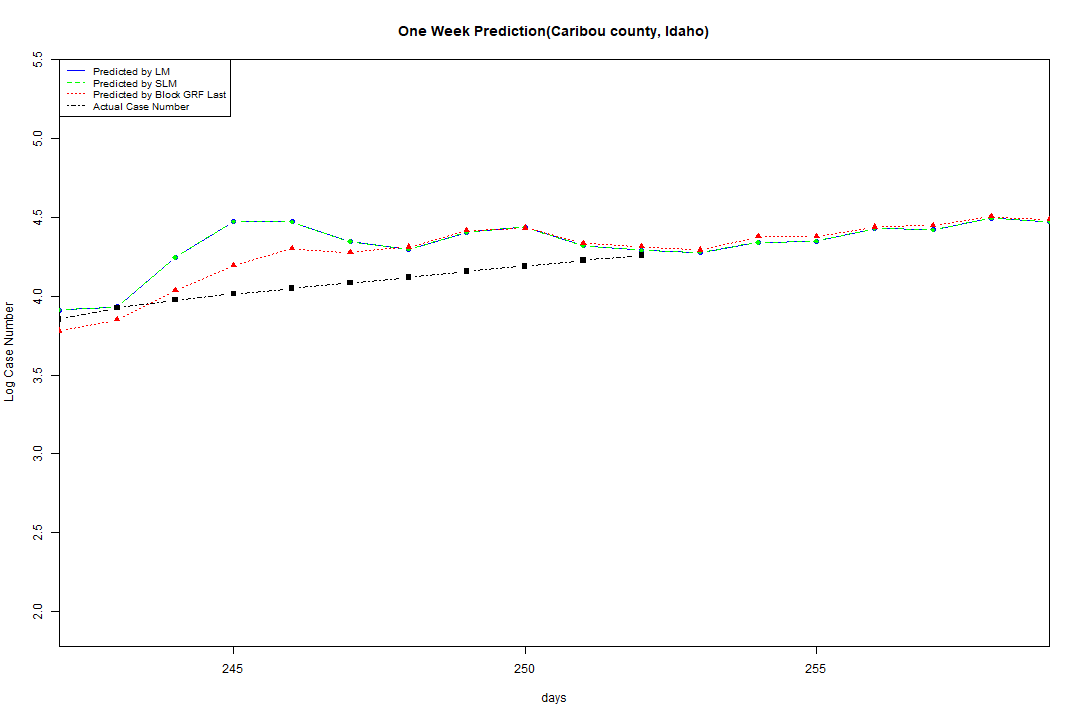 One Week Prediction(Caribou county, Idaho)
Predicted by LM
Predicted by SLM
Predicted by Block GRF Last
Actual Case Number
5.5
5.0
4.5
4.0
3.5
3.0
2.5
2.0
Log Case Number
245
250
255
days